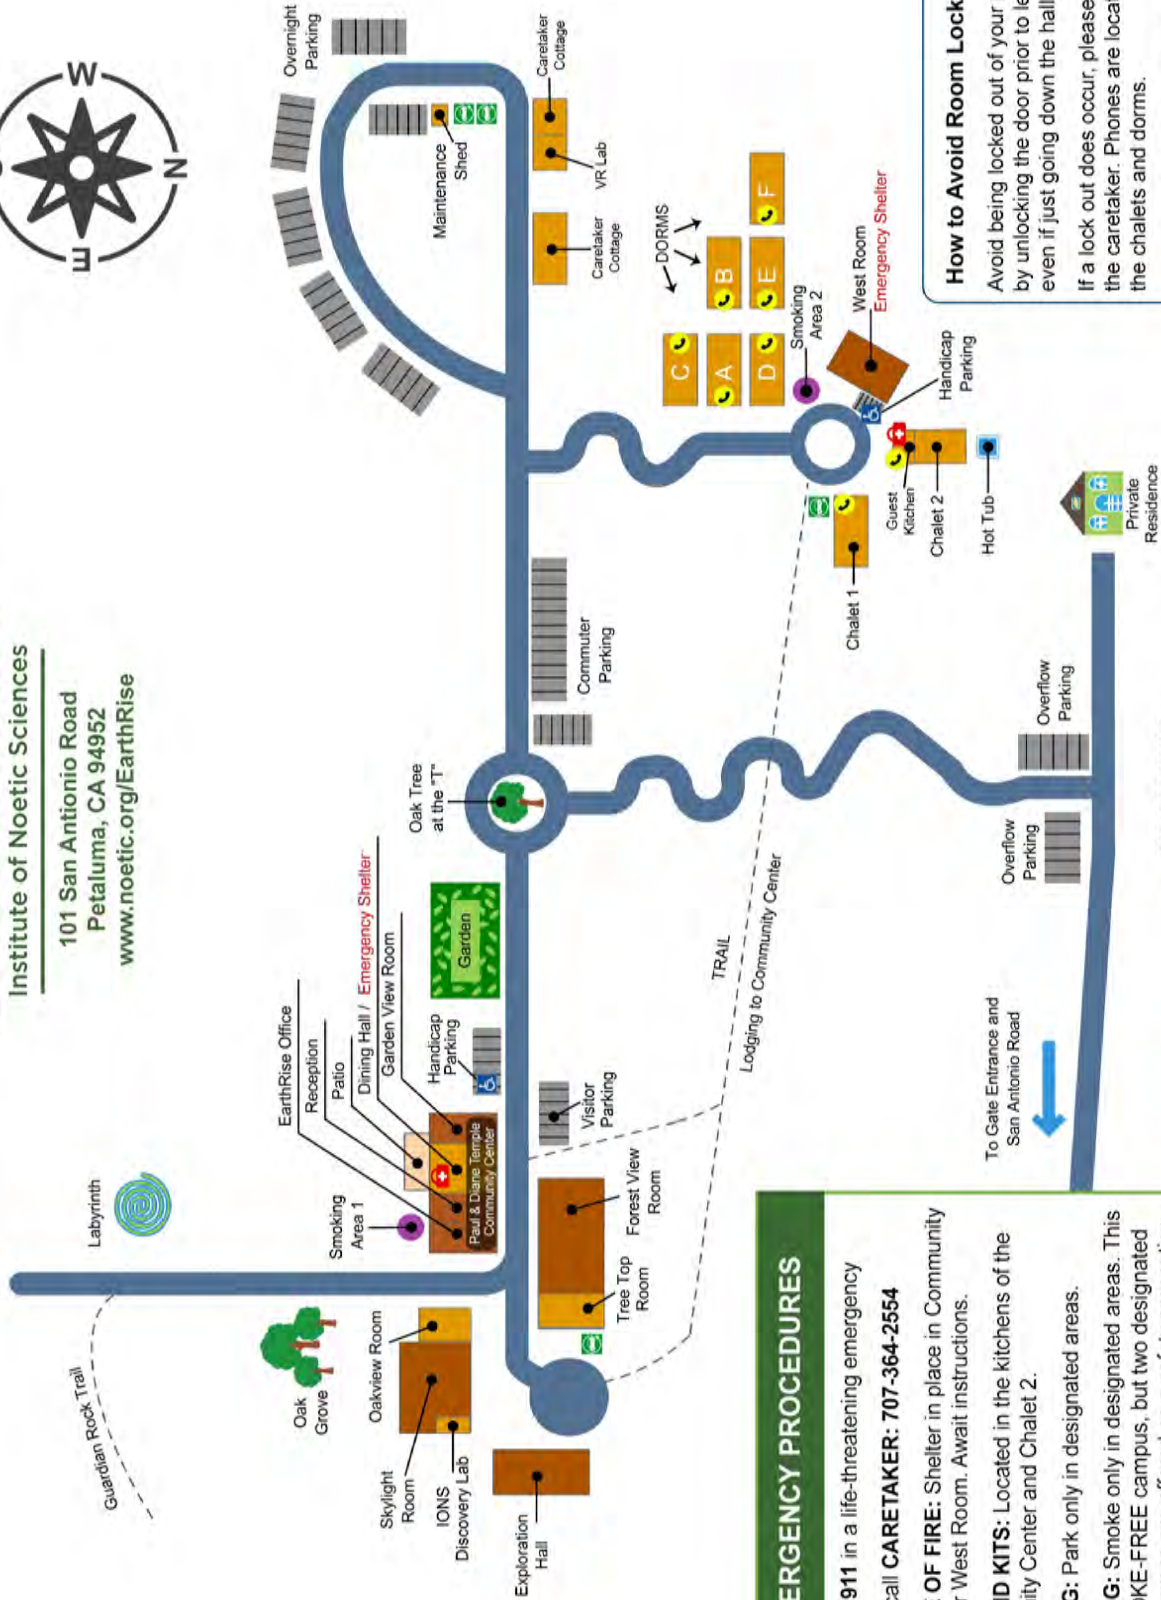 Institute of Noetic Sciences
101 San Antonio Road
Petaluma, CA 94952
www.noetic.org/EarthRise
W
N
E
Guardian Rock Trail
Labyrinth
Oak
Grove
Skylight
Room
Oakview Room
IONS
Discovery Lab
Exploration
Hall
Smoking
Area 1
EarthRise Office
Reception
Patio
Dining Hall / Emergency Shelter
Garden View Room
Paul & Diane Temple
Community Center
Handicap
Parking
Garden
Tree Top
Room
Forest View
Room
Visitor
Parking
Oak Tree
at the "T"
Commuter
Parking
TRAIL
Lodging to Community Center
Overnight
Parking
Maintenance
Shed
Caretaker
Cottage
VR Lab
Caretaker
Cottage
DORMS
C
A
B
D
E
F
Smoking
Area 2
West Room
Emergency Shelter
Handicap
Parking
Guest
Kitchen
Chalet 2
Hot Tub
Chalet 1
Private
Residence
Overflow
Parking
Overflow
Parking
To Gate Entrance and
San Antonio Road
How to Avoid Room Lock
Avoid being locked out of your
by unlocking the door prior to le
even if just going down the hall
If a lock out does occur, please
the caretaker. Phones are locat
the chalets and dorms.
ERGENCY PROCEDURES
911 in a life-threatening emergency
call CARETAKER: 707-364-2554
OF FIRE: Shelter in place in Community
r West Room. Await instructions.
ID KITS: Located in the kitchens of the
ity Center and Chalet 2.
G: Park only in designated areas.
G: Smoke only in designated areas. This
OKE-FREE campus, but two designated